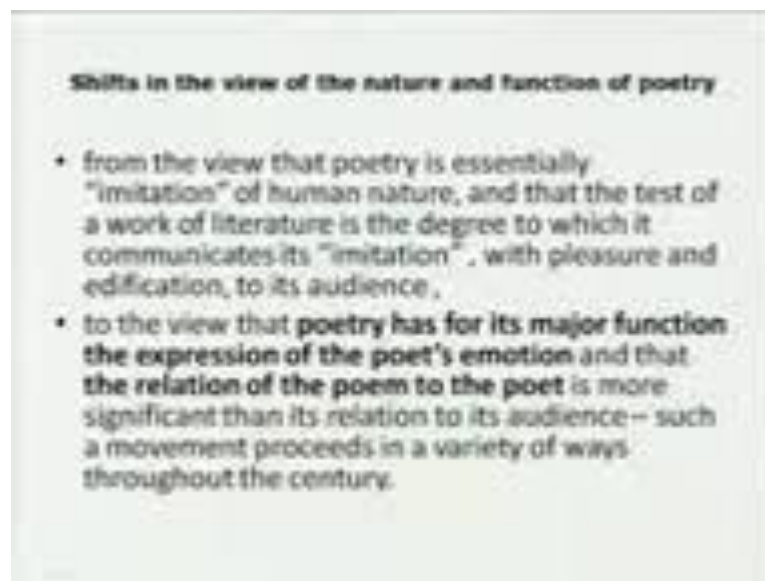 Shifts in the view of the nature and function of poetry
• from the view that poetry is essentially
"imitation" of human nature, and that the test of
a work of literature is the degree to which it
communicates its "imitation", with pleasure and
edification, to its audience,
• to the view that poetry has for its major function
the expression of the poet's emotion and that
the relation of the poem to the poet is more
significant than its relation to its audience – such
a movement proceeds in a variety of ways
throughout the century.